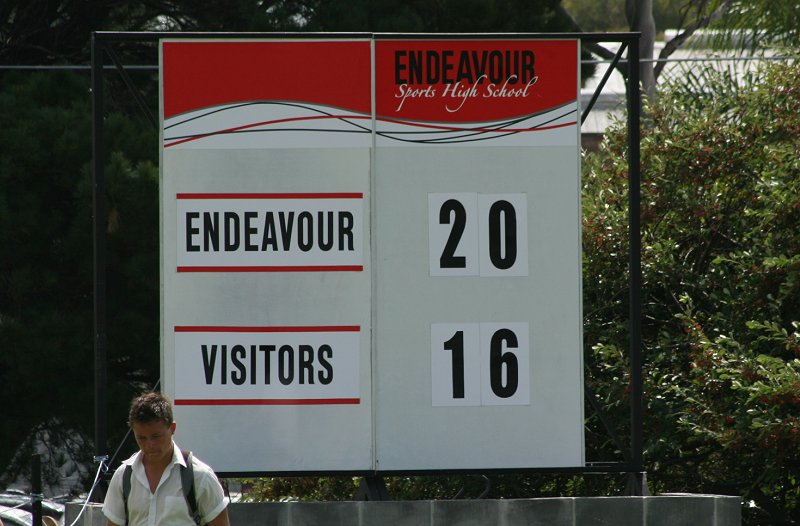 ENDEAVOUR
Sports High School
ENDEAVOUR 20
VISITORS 16